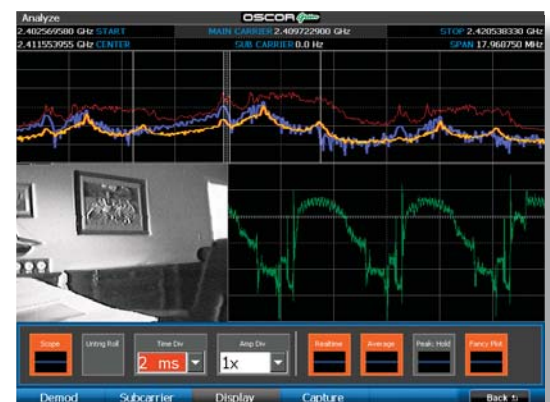 Analyze
OSCOR Green
2.402569580 GHz START MAIN CARRIER 2.409722900 GHz STOP 2.420538330 GHz
2.411553955 GHz CENTER SUB CARRIER 0.0 Hz SPAN 17.968750 MHz
Scope Untrig Roll Time Div Amp Div Realtime Average Peak Hold Fancy Plot
2 ms 1x
Demod Subcarrier Display Capture Back